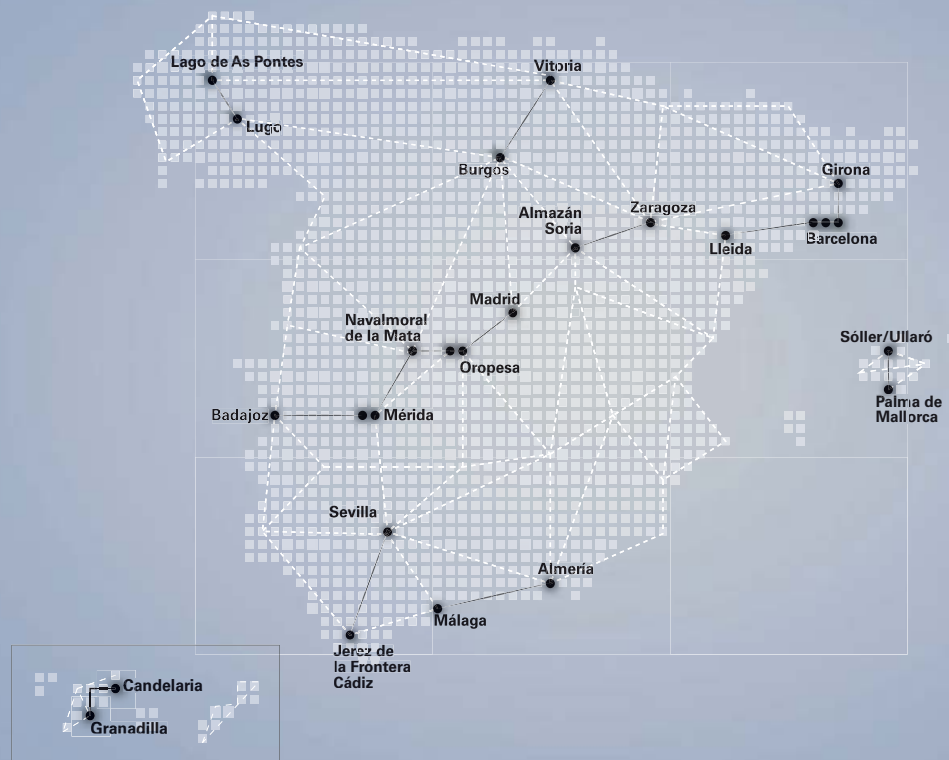 Lago de As Pontes
Vitoria
Lugo
Burgos
Girona
Almazán
Soria
Zaragoza
Lleida
Barcelona
Madrid
Navalmoral
de la Mata
Oropesa
Sóller/Ullaró
Palma de
Mallorca
Badajoz
Mérida
Sevilla
Almería
Málaga
Jerez de
la Frontera
Cádiz
Candelaria
Granadilla